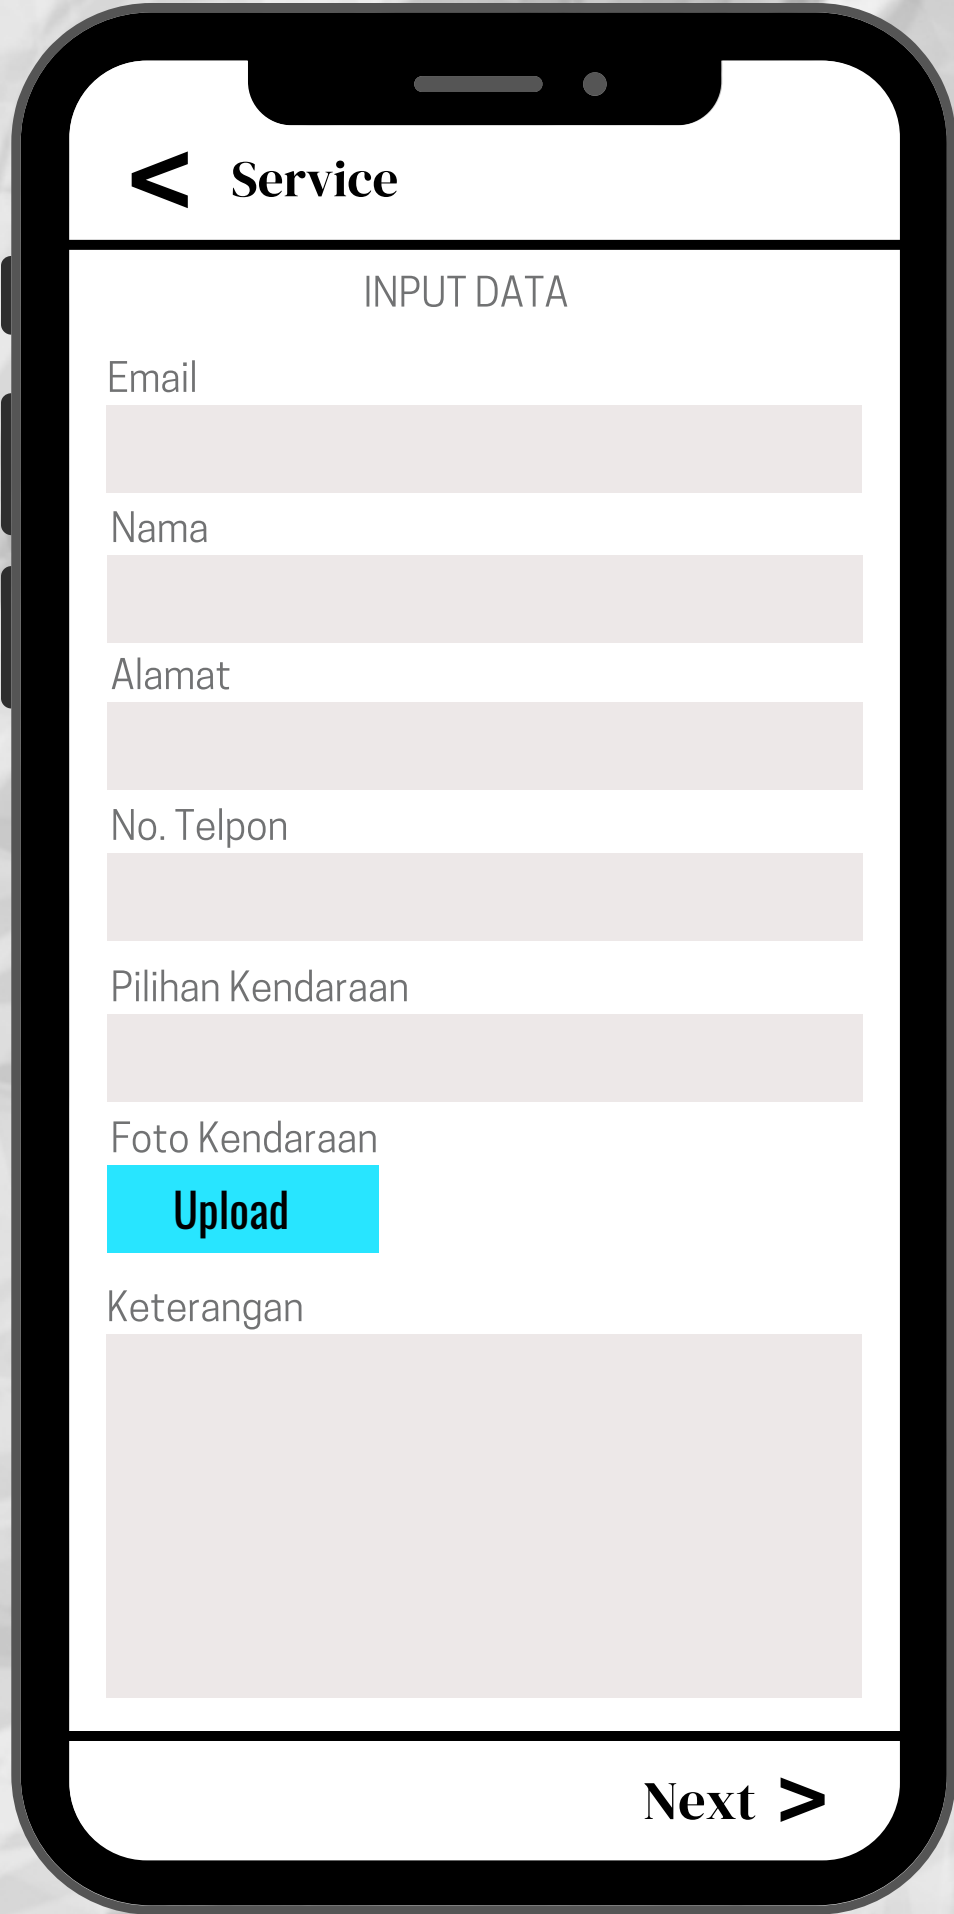 < Service
INPUT DATA
Email
Nama
Alamat
No. Telpon
Pilihan Kendaraan
Foto Kendaraan
Upload
Keterangan
Next >